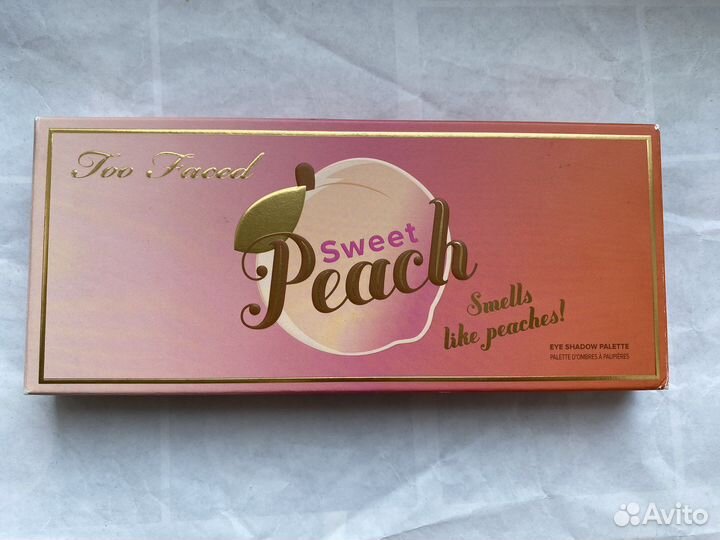 Too Faced
Sweet
Peach
Smells
like peaches!
EYE SHADOW PALETTE
PALETTE D'OMBRES À PAUPIÈRES
Avito